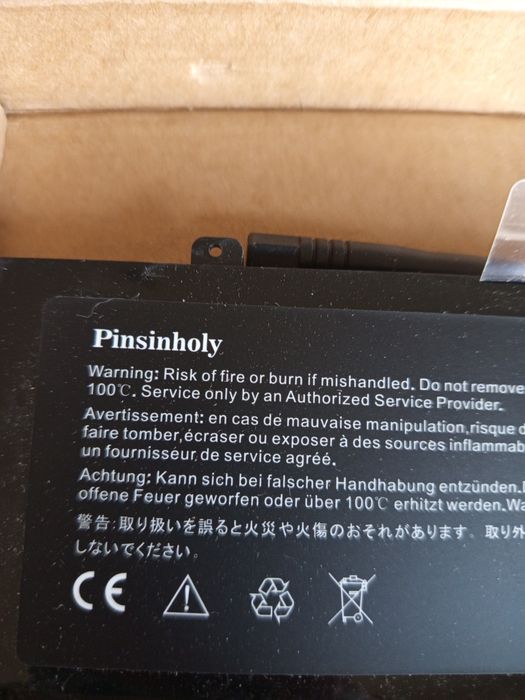 Pinsinholy
Warning: Risk of fire or burn if mishandled. Do not remove
100℃. Service only by an Authorized Service Provider.
Avertissement: en cas de mauvaise manipulation,risque d
faire tomber,écraser ou exposer à des sources inflammab
un fournisseur de service agréé.
Achtung: Kann sich bei falscher Handhabung entzünden.
offene Feuer geworfen oder über 100℃ erhitzt werden.Wa
警告:取り扱いを誤ると火災や火傷のおそれがあります。取り外
しないでください。
CE